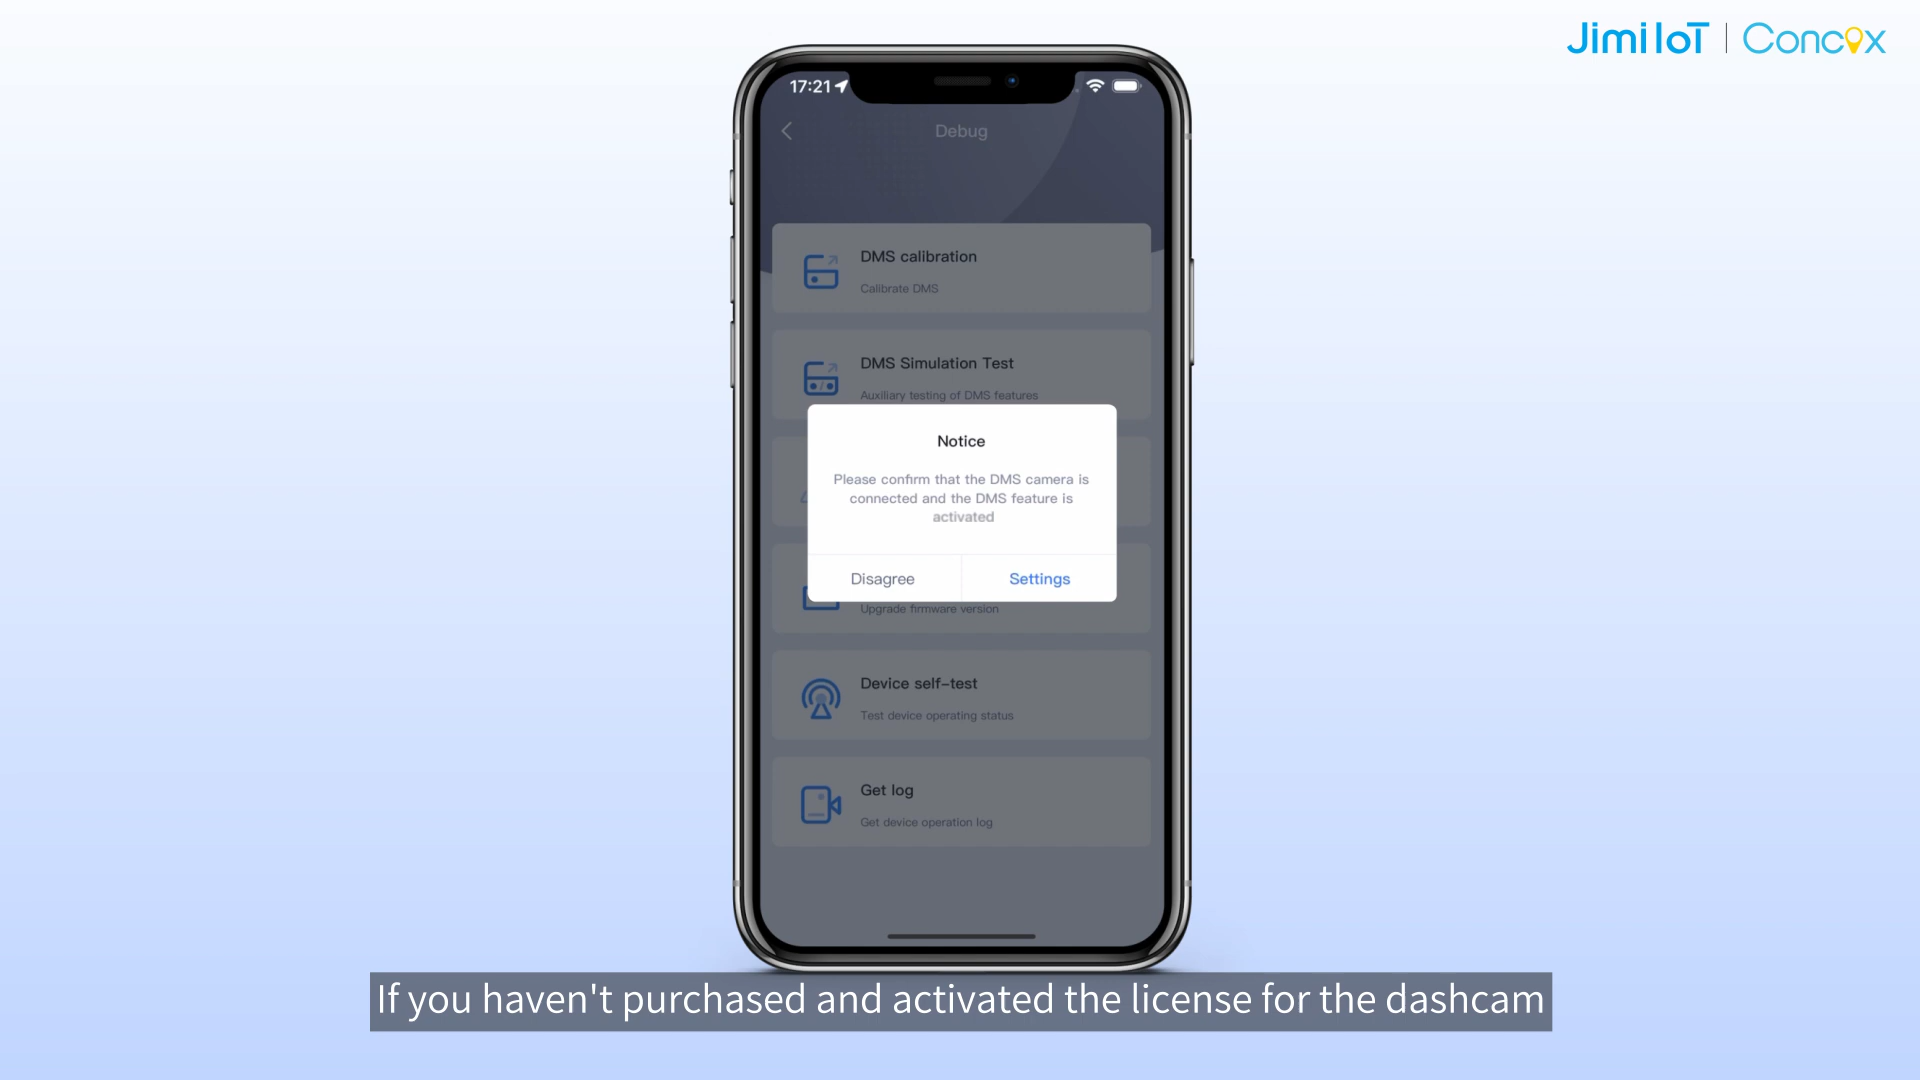 JimiIoT | Concox
17:21
Debug
DMS calibration
Calibrate DMS
DMS Simulation Test
Auxiliary testing of DMS features
Notice
Please confirm that the DMS camera is
connected and the DMS feature is
activated
Disagree
Settings
Upgrade firmware version
Device self-test
Test device operating status
Get log
Get device operation log
If you haven't purchased and activated the license for the dashcam